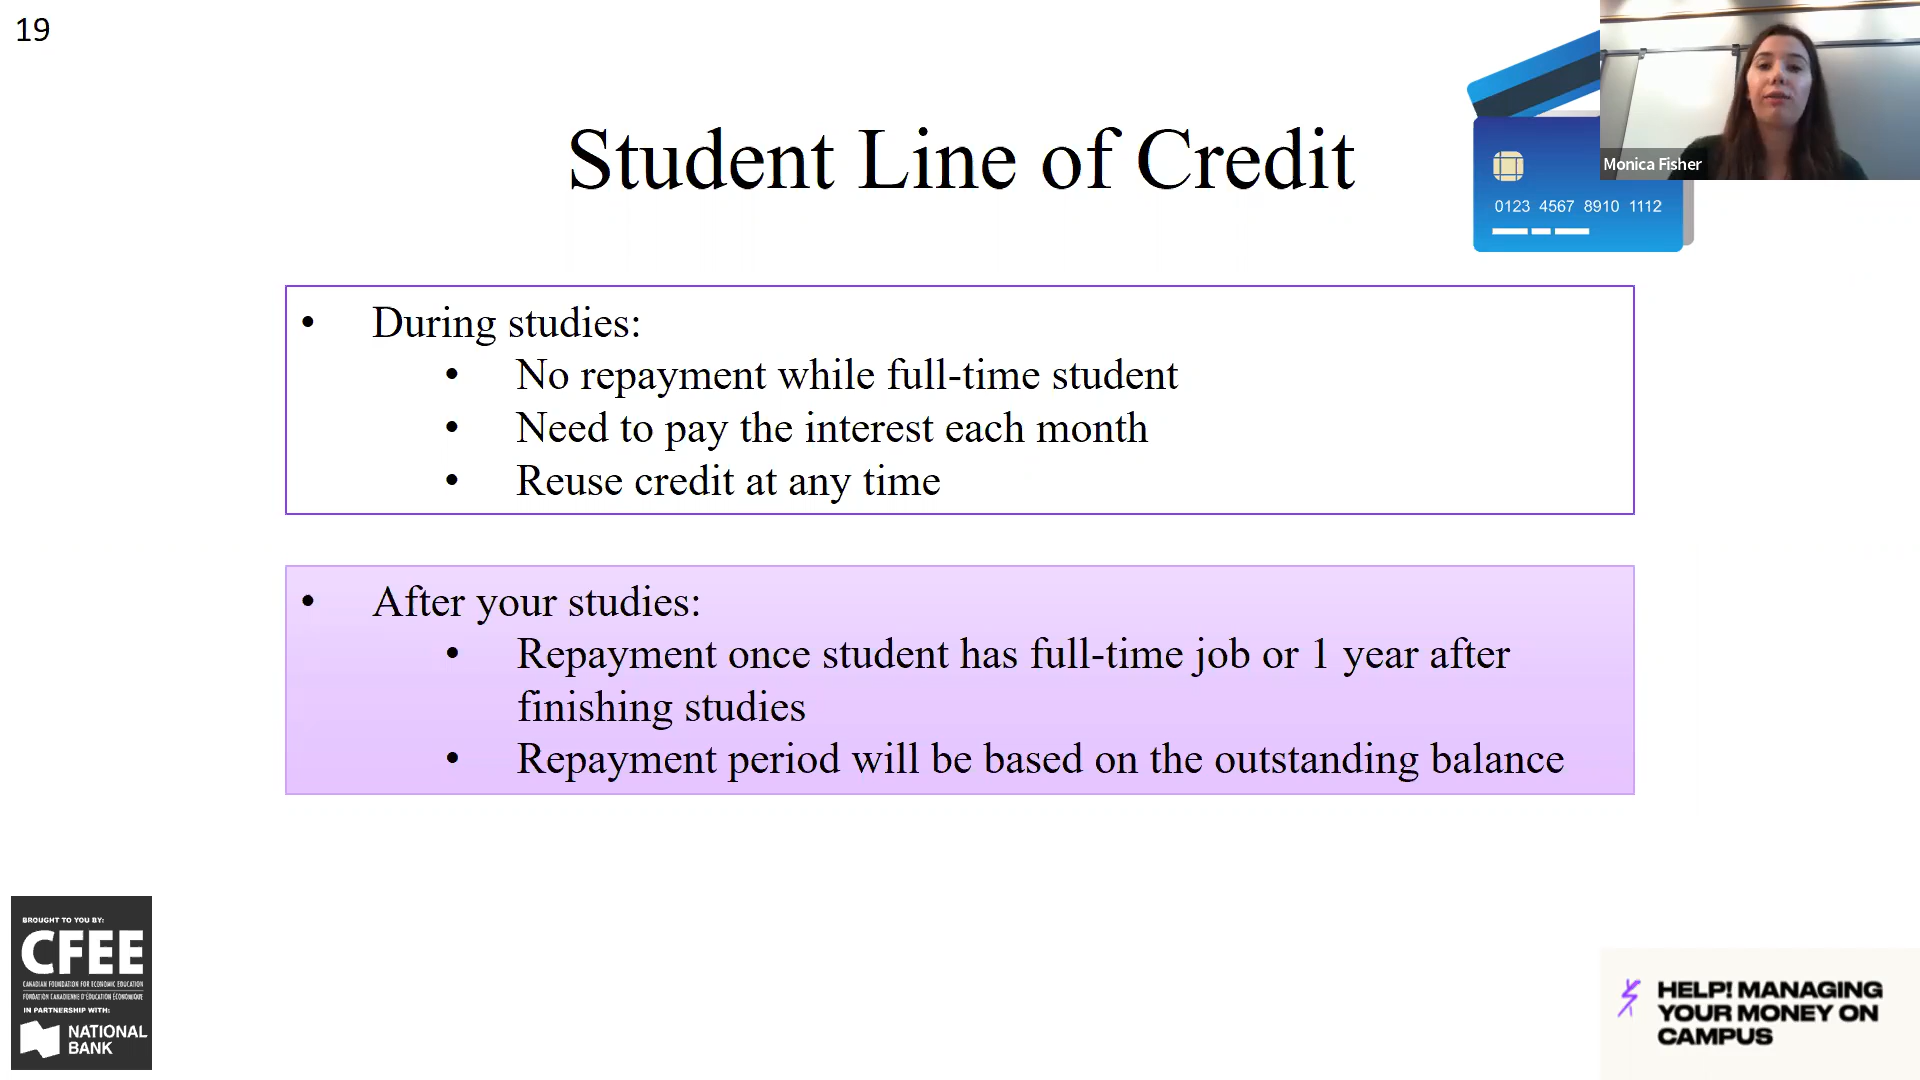 19
Student Line of Credit
Monica Fisher
0123 4567 8910 1112
• During studies:
• No repayment while full-time student
• Need to pay the interest each month
• Reuse credit at any time
• After your studies:
• Repayment once student has full-time job or 1 year after
finishing studies
• Repayment period will be based on the outstanding balance
BROUGHT TO YOU BY:
CFEE
CANADIAN FOUNDATION FOR ECONOMIC EDUCATION
FONDATION CANADIENNE D'ÉDUCATION ÉCONOMIQUE
IN PARTNERSHIP WITH:
NATIONAL
BANK
HELP! MANAGING
YOUR MONEY ON
CAMPUS